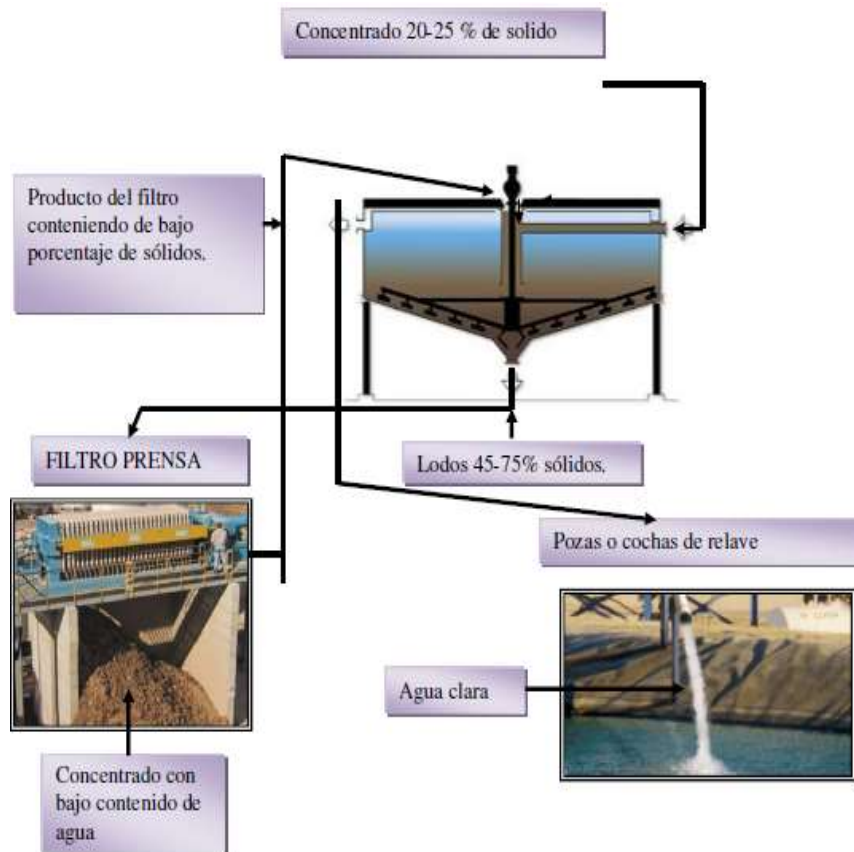 Concentrado 20-25 % de solido
Producto del filtro
conteniendo de bajo
porcentaje de sólidos.
FILTRO PRENSA
Lodos 45-75% sólidos.
Pozas o cochas de relave
Agua clara
Concentrado con
bajo contenido de
agua